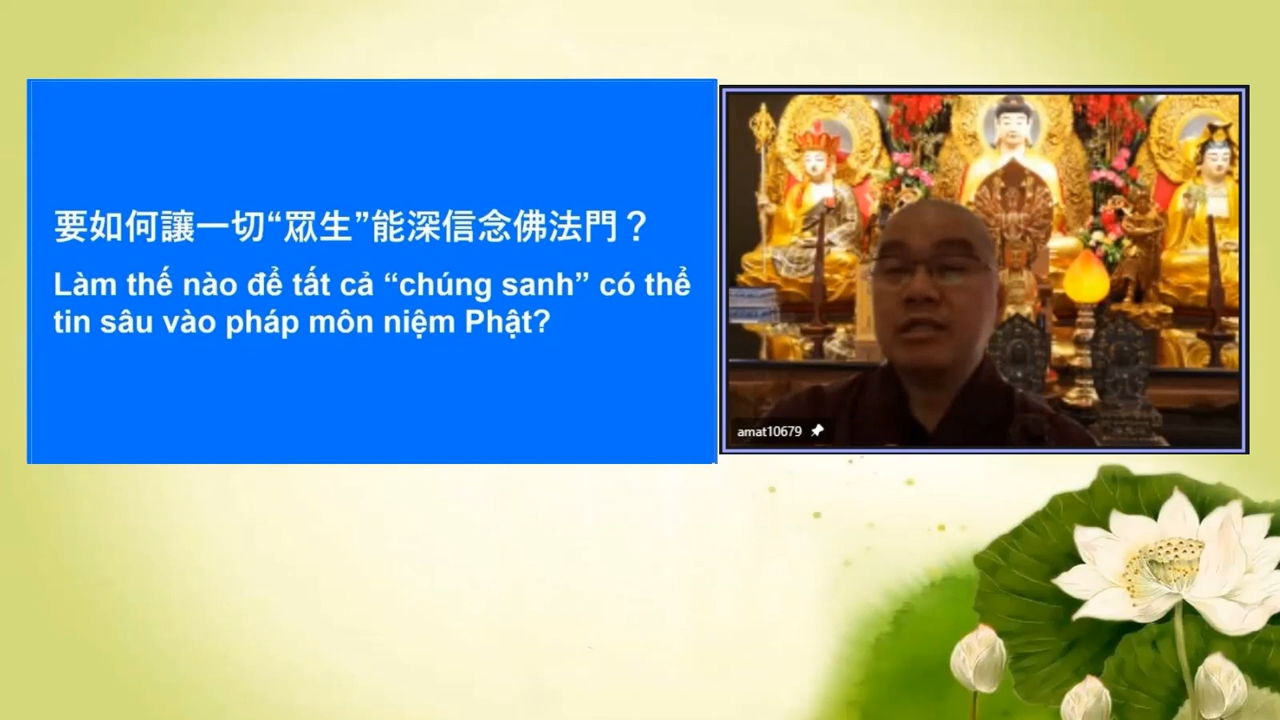 要如何讓一切“眾生”能深信念佛法門？
Làm thế nào để tất cả “chúng sanh” có thể
tin sâu vào pháp môn niệm Phật?
amat10679